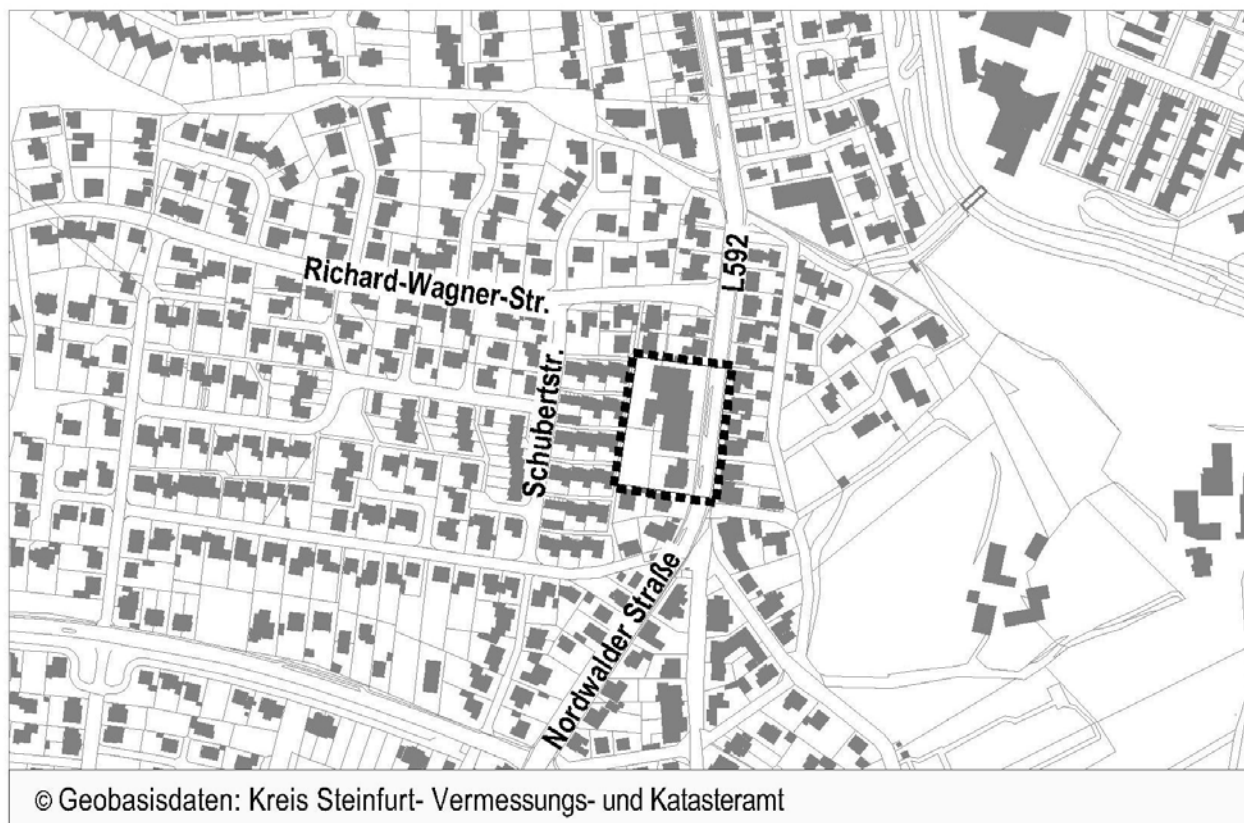 L592
Richard-Wagner-Str.
Schubertstr.
Nordwalder Straße
© Geobasisdaten: Kreis Steinfurt- Vermessungs- und Katasteramt